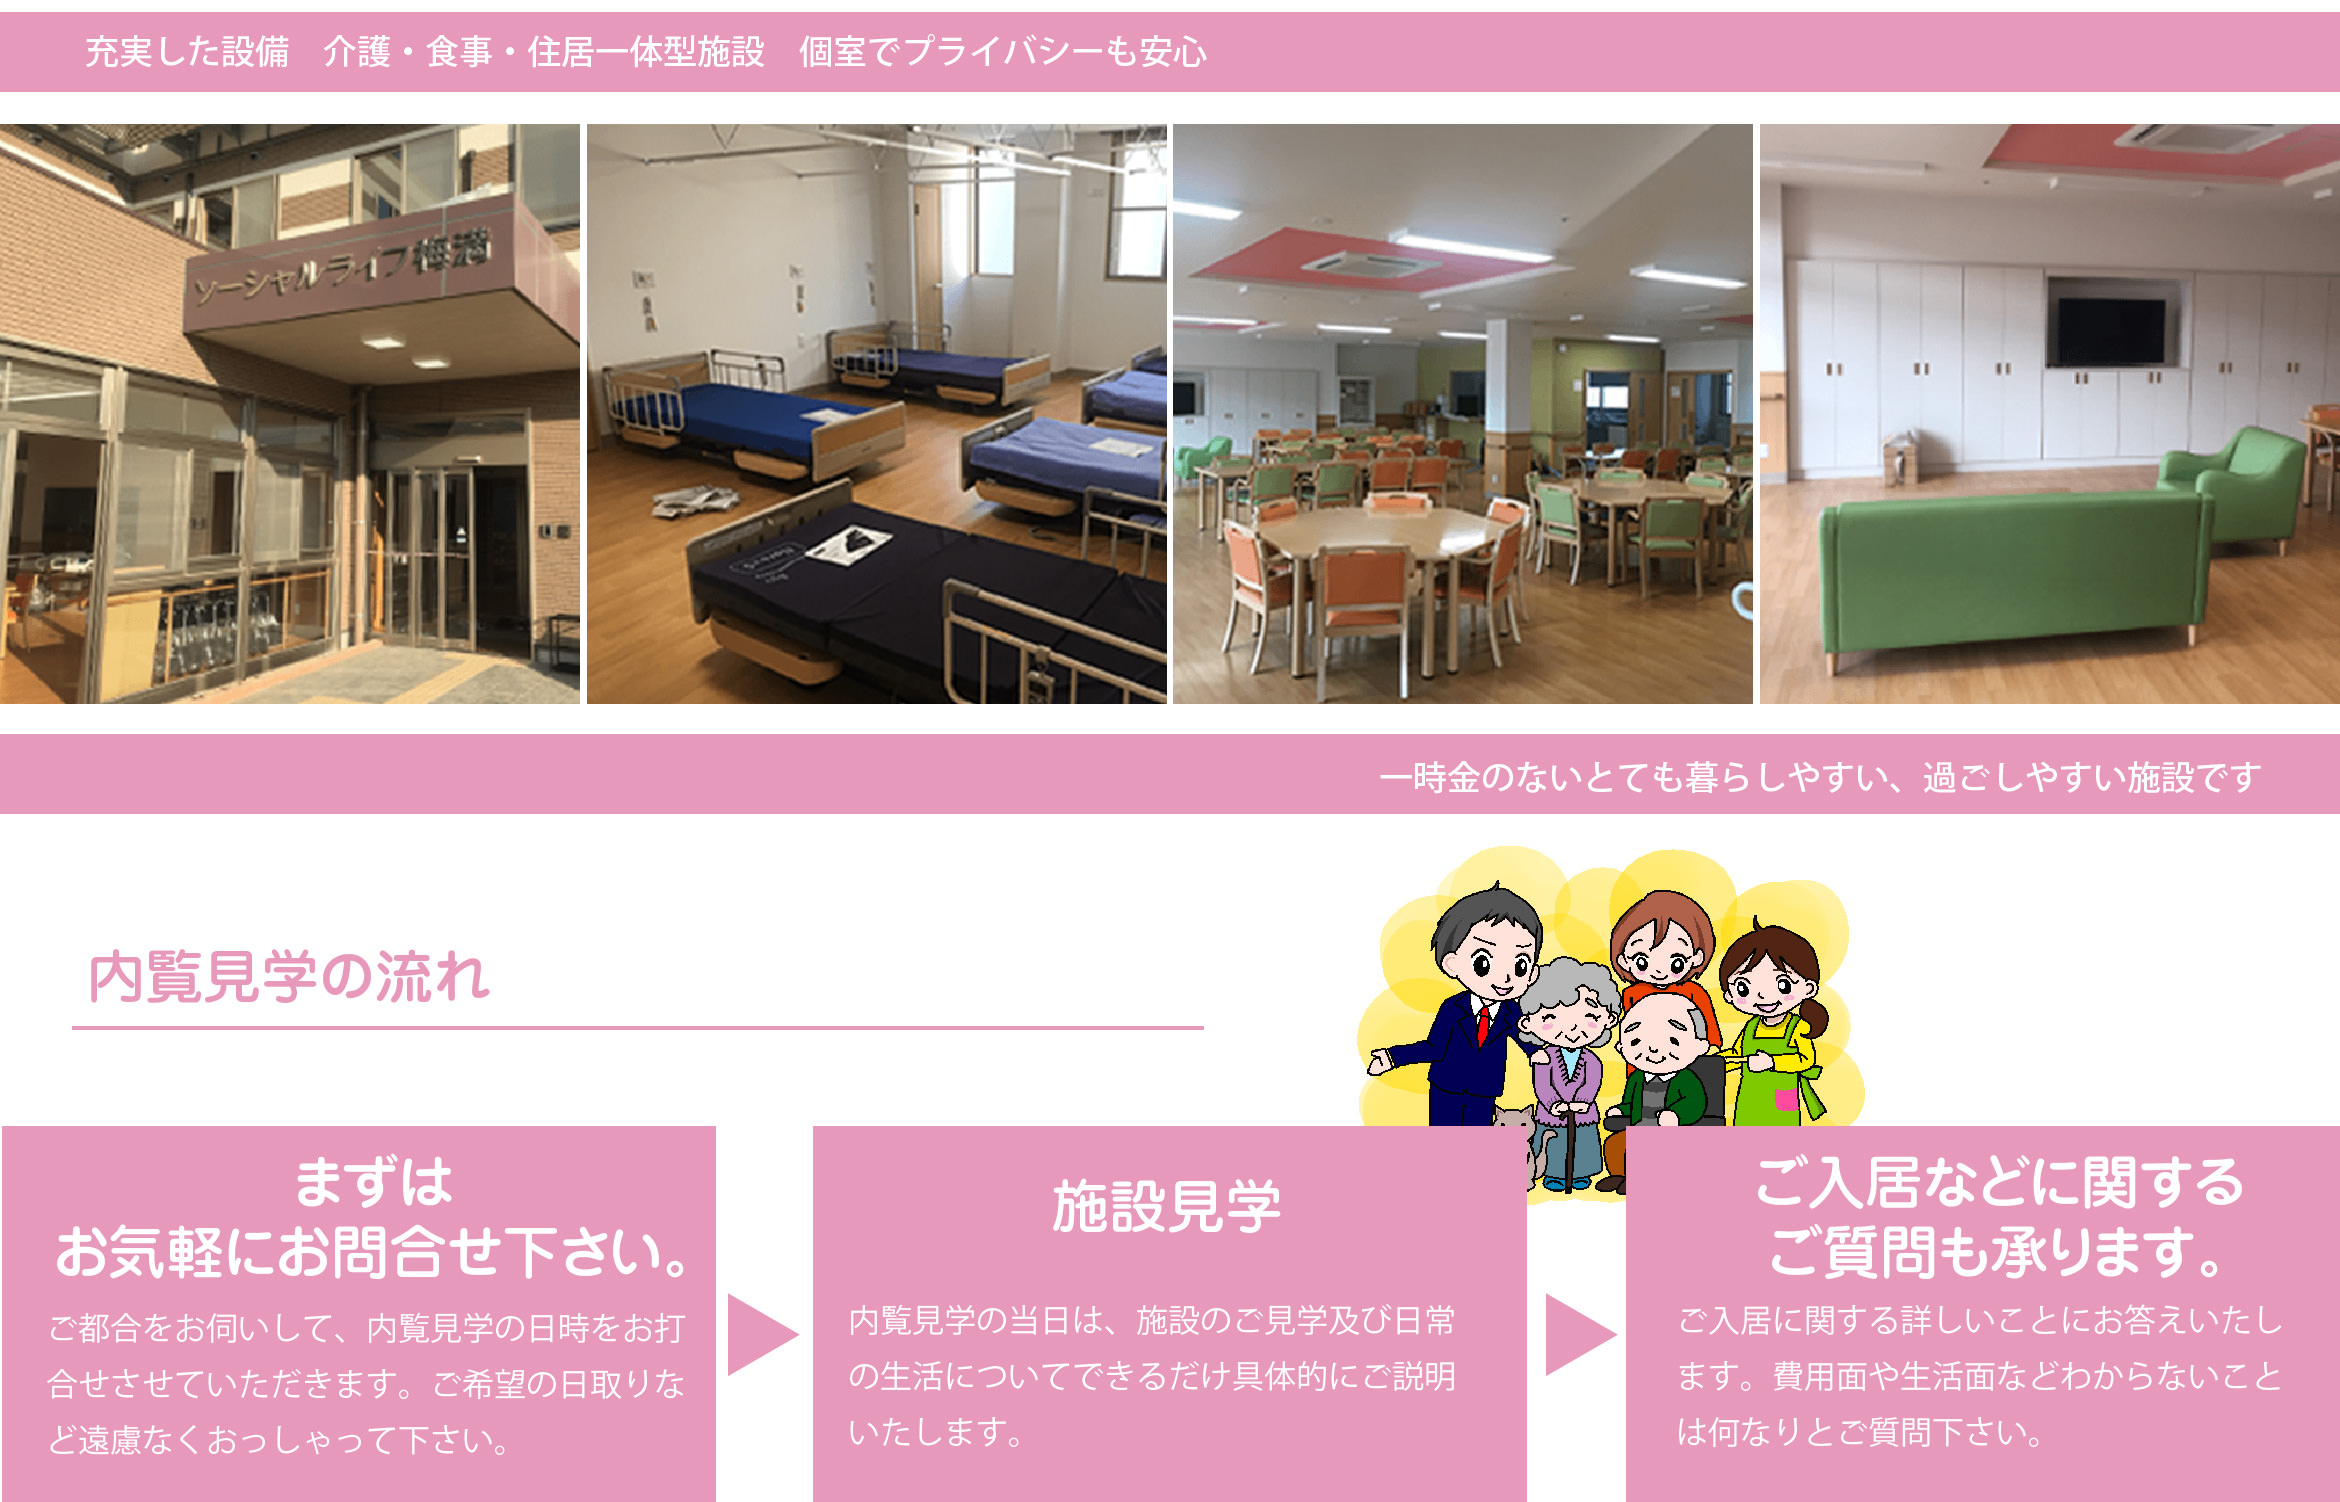 充実した設備　介護・食事・住居一体型施設　個室でプライバシーも安心
ソーシャルライフ梅満
一時金のないとても暮らしやすい、過ごしやすい施設です
内覧見学の流れ
まずは
お気軽にお問合せ下さい。
ご都合をお伺いして、内覧見学の日時をお打
合せさせていただきます。ご希望の日取りな
ど遠慮なくおっしゃって下さい。
施設見学
内覧見学の当日は、施設のご見学及び日常
の生活についてできるだけ具体的にご説明
いたします。
ご入居などに関する
ご質問も承ります。
ご入居に関する詳しいことにお答えいたし
ます。費用面や生活面などわからないこと
は何なりとご質問下さい。